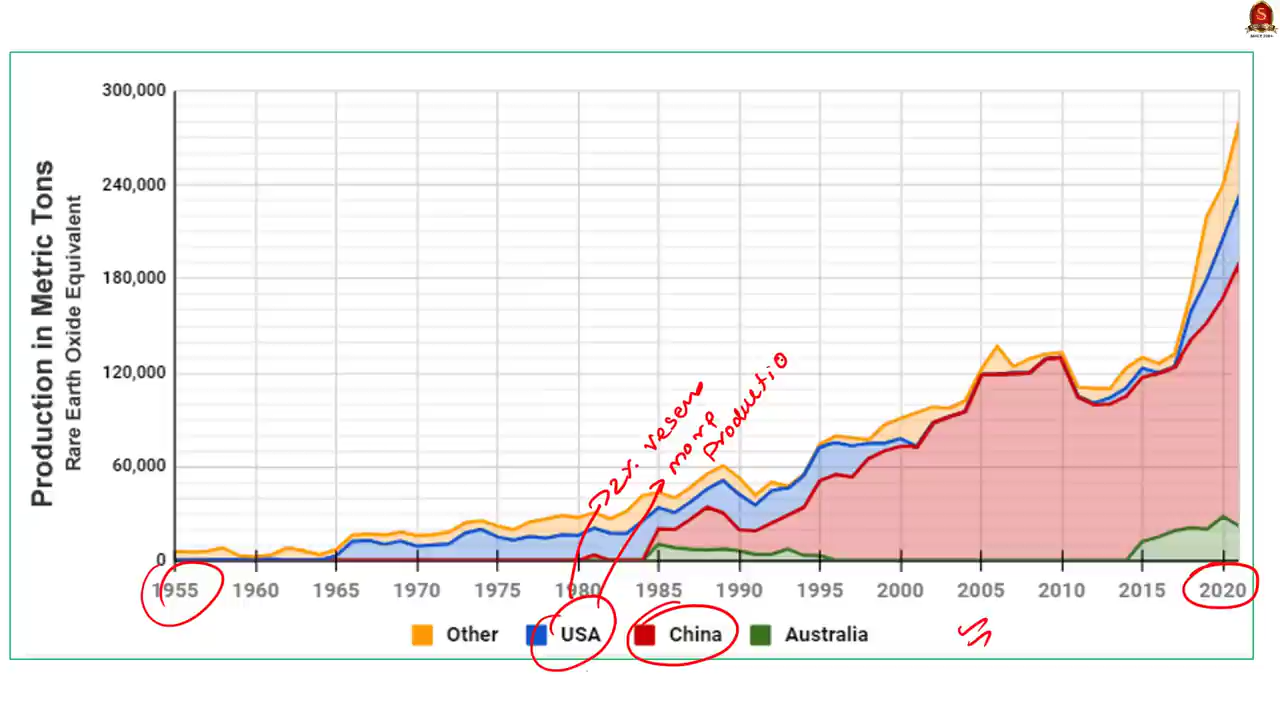 300,000
240,000
180,000
120,000
60,000
0
Production in Metric Tons
Rare Earth Oxide Equivalent
more
productio
1955 1960 1965 1970 1975 1980 1985 1990 1995 2000 2005 2010 2015 2020
Other USA China Australia